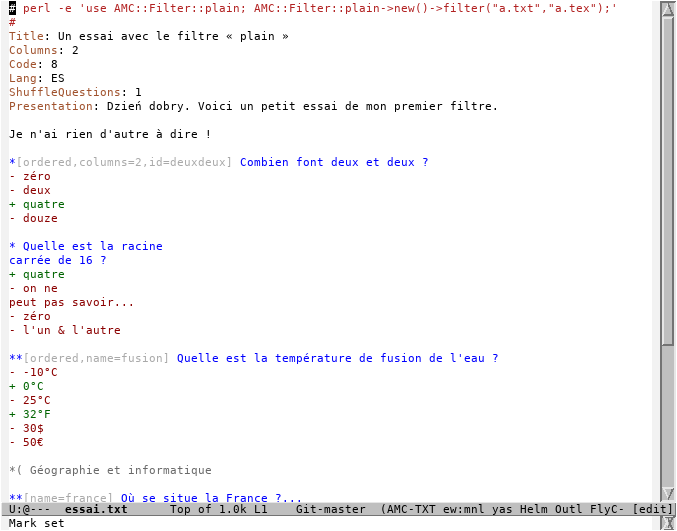 # perl -e 'use AMC::Filter::plain; AMC::Filter::plain->new()->filter("a.txt","a.tex");'
#
Title: Un essai avec le filtre « plain »
Columns: 2
Code: 8
Lang: ES
ShuffleQuestions: 1
Presentation: Dzień dobry. Voici un petit essai de mon premier filtre.
Je n'ai rien d'autre à dire !
*[ordered,columns=2,id=deuxdeux] Combien font deux et deux ?
- zéro
- deux
+ quatre
- douze
* Quelle est la racine
carrée de 16 ?
+ quatre
- on ne
peut pas savoir...
- zéro
- l'un & l'autre
**[ordered,name=fusion] Quelle est la température de fusion de l'eau ?
- -10°C
+ 0°C
- 25°C
+ 32°F
- 30$
- 50€
*( Géographie et informatique
**[name=france] Où se situe la France ?...
U:@--- essai.txt Top of 1.0k L1 Git-master (AMC-TXT ew:mnl yas Helm Outl FlyC- [edit]
Mark set